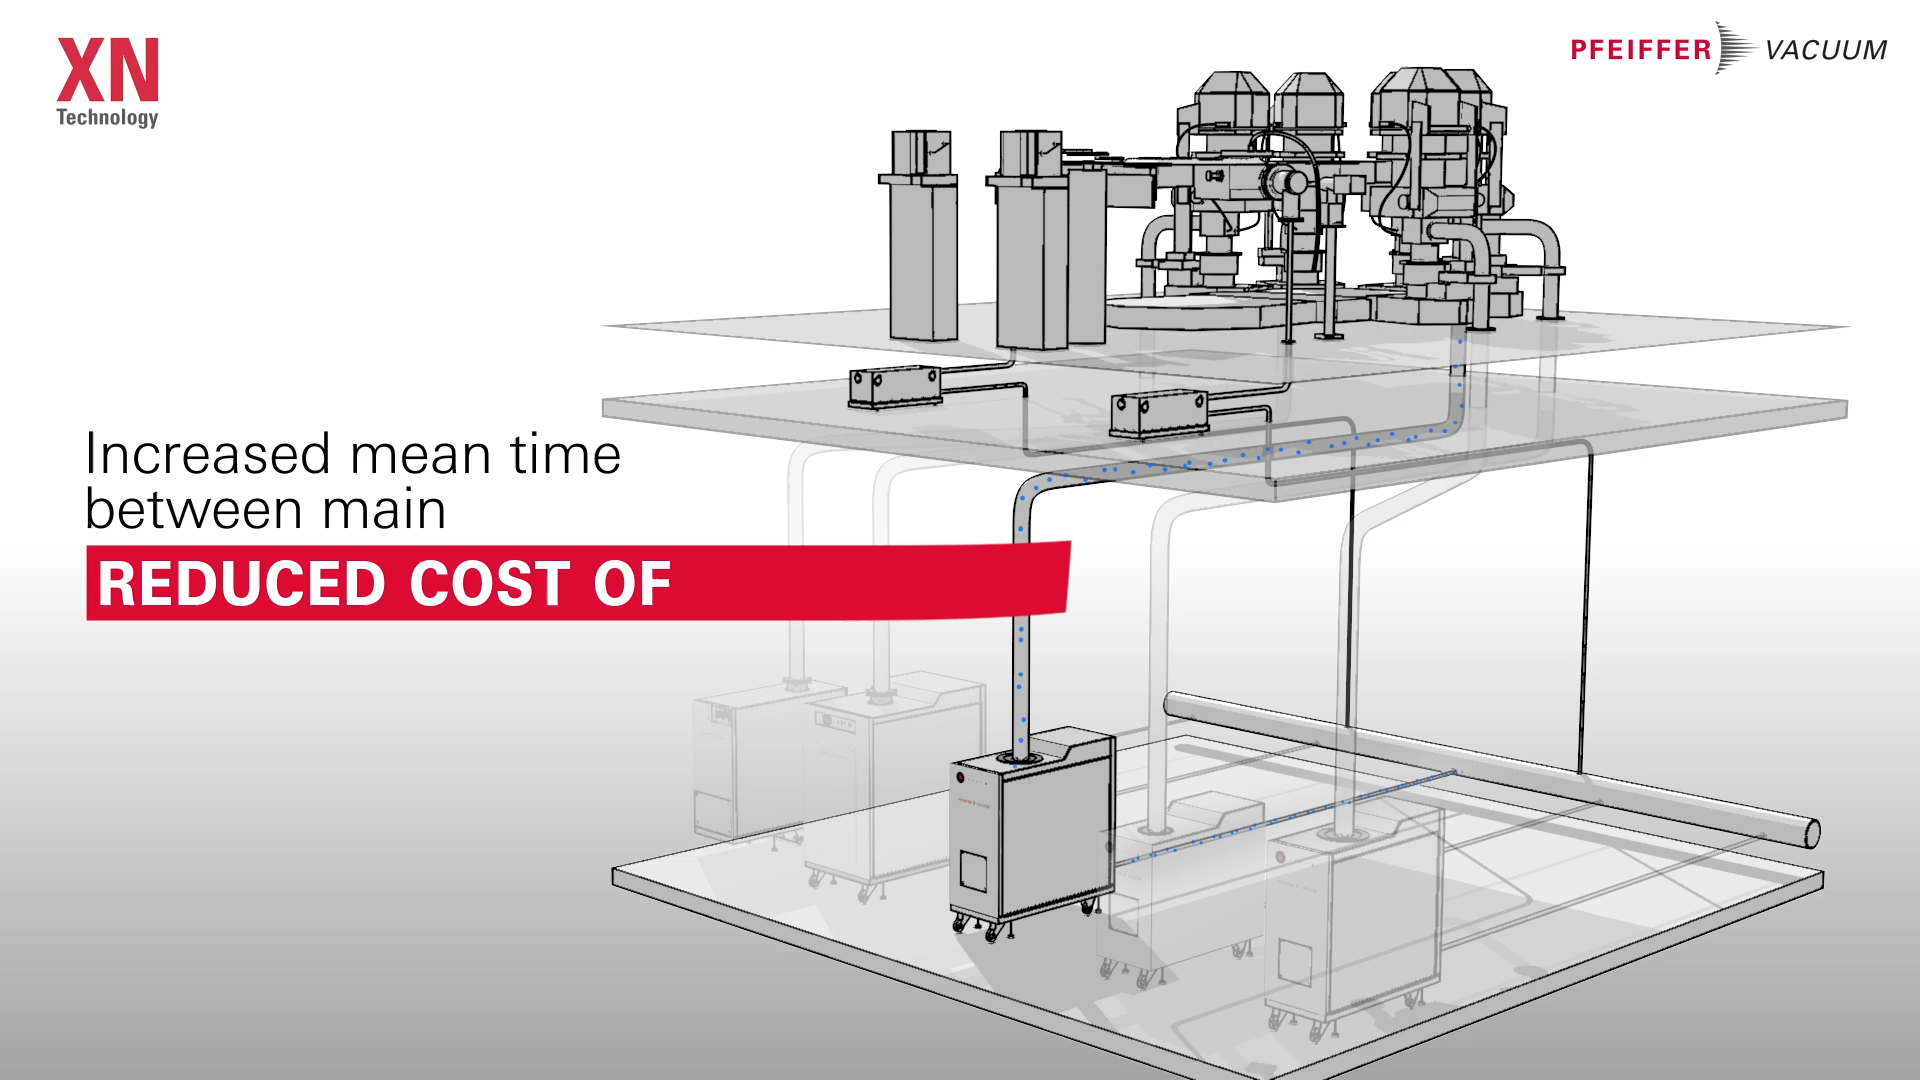 XN
Technology
PFEIFFER VACUUM
Increased mean time
between main
REDUCED COST OF